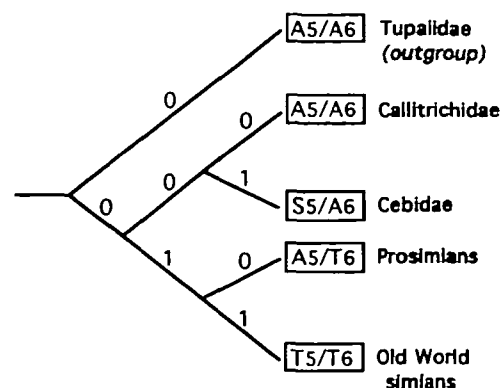 0
A5/A6 Tupaiidae
(outgroup)
0
A5/A6 Callitrichidae
0
0
1
S5/A6 Cebidae
1
0
A5/T6 Prosimians
1
T5/T6 Old World
simians